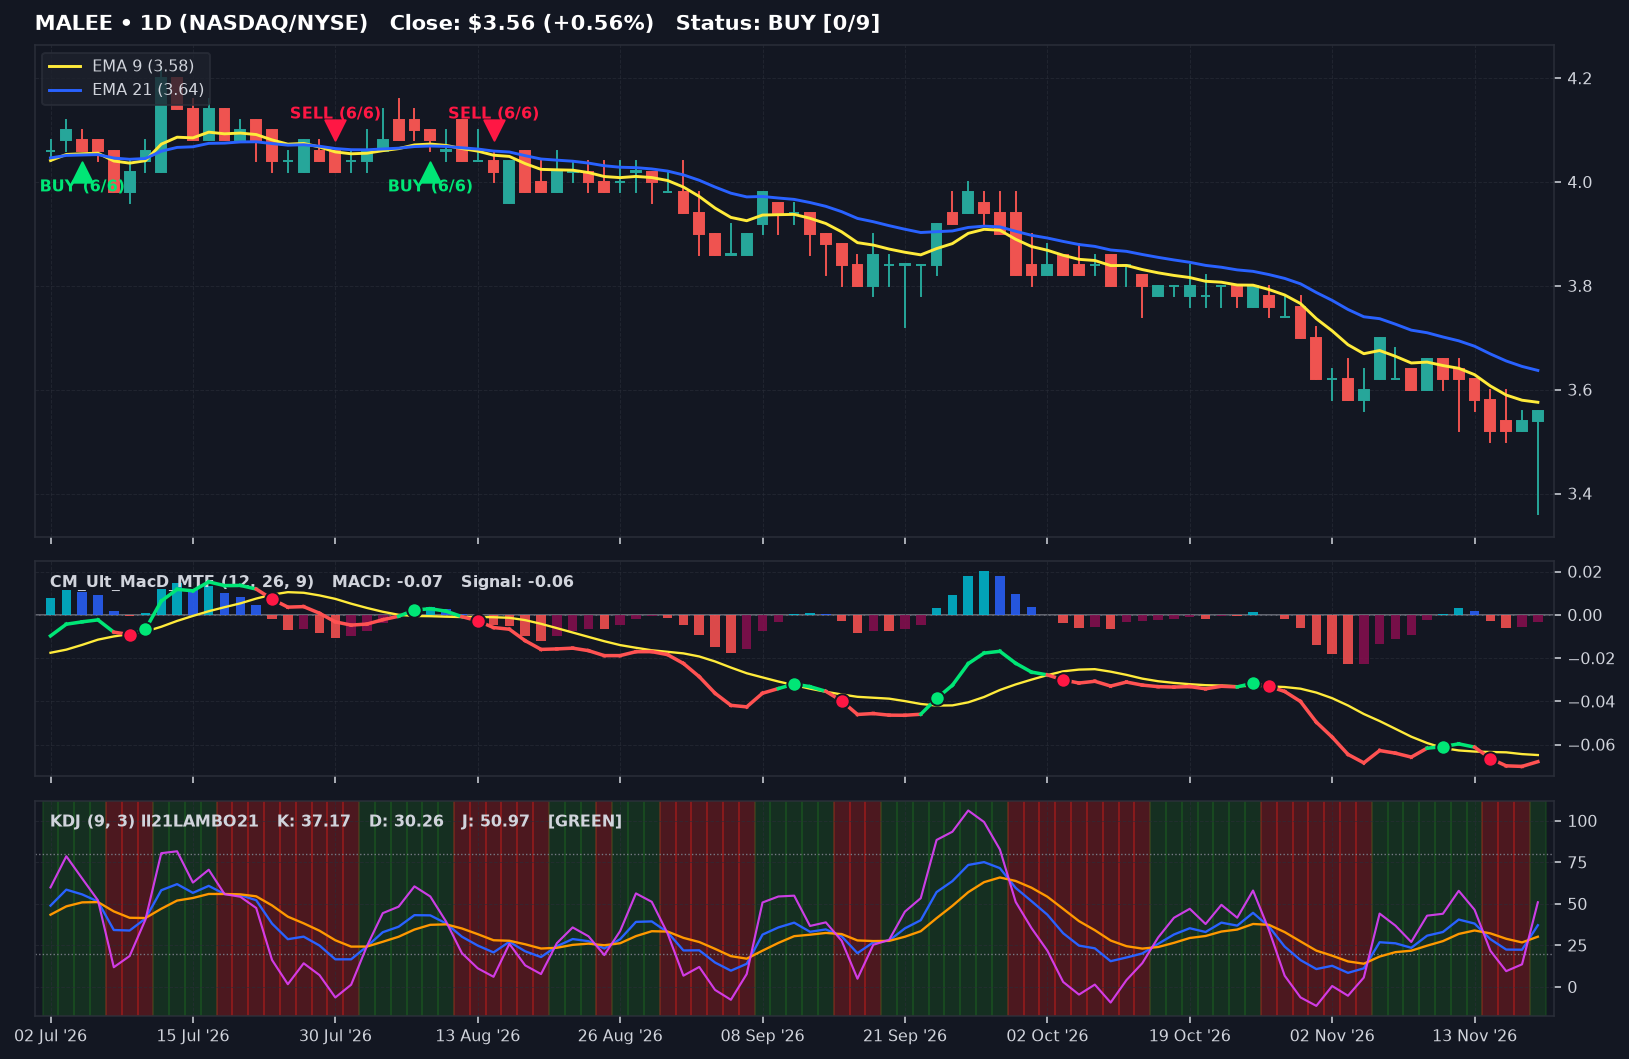 MALEE • 1D (NASDAQ/NYSE)   Close: $3.56 (+0.56%)   Status: BUY [0/9]
EMA 9 (3.58)
EMA 21 (3.64)
SELL (6/6)
SELL (6/6)
BUY (6/6)
BUY (6/6)
4.2
4.0
3.8
3.6
3.4
CM_Ult_MacD_MTF (12, 26, 9)   MACD: -0.07   Signal: -0.06
0.02
0.00
−0.02
−0.04
−0.06
KDJ (9, 3) II21LAMBO21   K: 37.17   D: 30.26   J: 50.97   [GREEN]
100
75
50
25
0
02 Jul '26
15 Jul '26
30 Jul '26
13 Aug '26
26 Aug '26
08 Sep '26
21 Sep '26
02 Oct '26
19 Oct '26
02 Nov '26
13 Nov '26